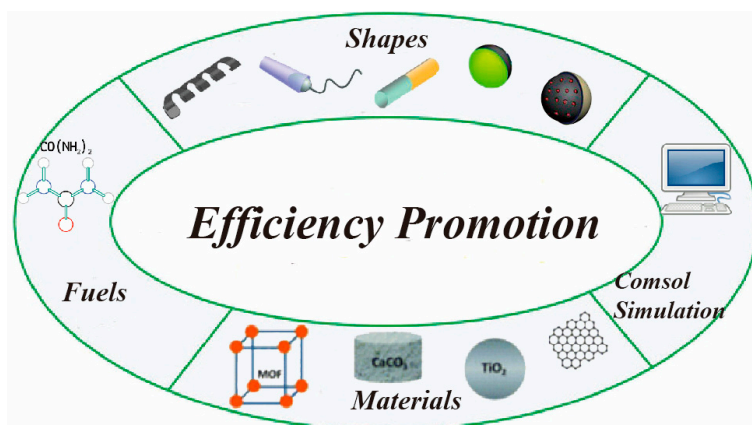 Shapes
CO(NH2)2
Efficiency Promotion
Fuels
Comsol
Simulation
MOF
CaCO3
TiO2
Materials